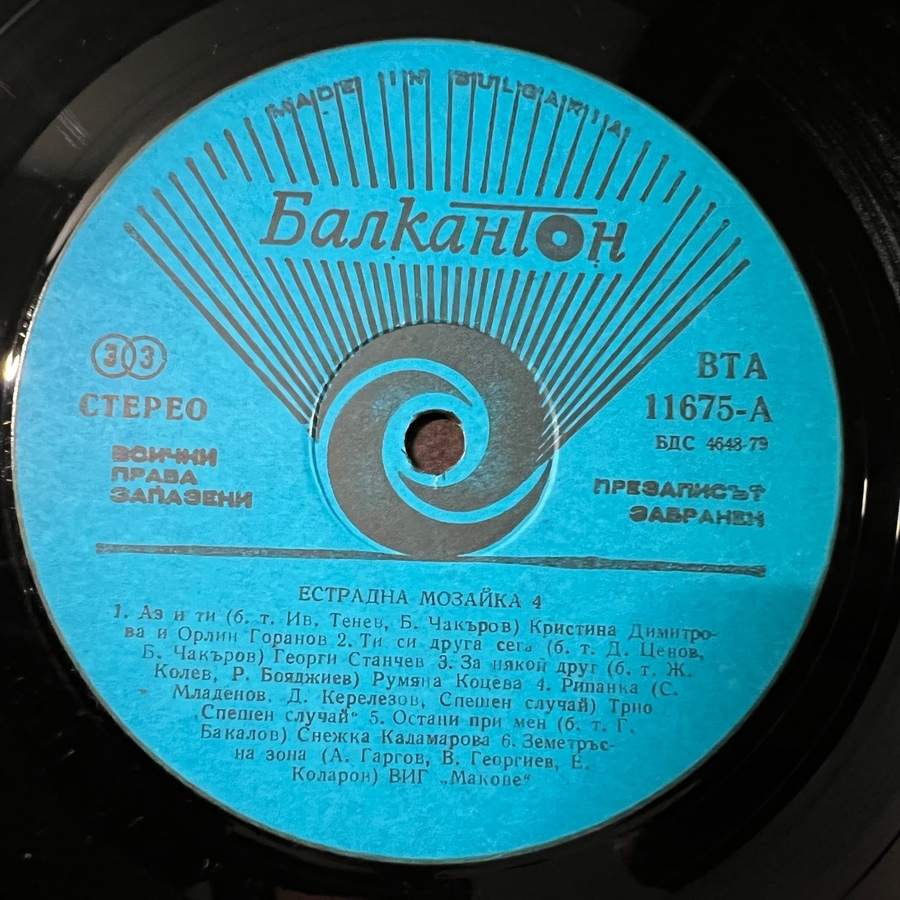 MADE IN BULGARIA
Балкантон
33
СТЕРЕО
ВСИЧКИ
ПРАВА
ЗАПАЗЕНИ
ВТА
11675-А
БДС 4648-79
ПРЕЗАПИСЪТ
ЗАБРАНЕН
ЕСТРАДНА МОЗАЙКА 4
1. Аз и ти (б. т. Ив. Тенев, Б. Чакъров) Кристина Димитро-
ва и Орлин Горанов 2. Ти си друга сега (б. т. Д. Ценов,
Б. Чакъров) Георги Станчев 3. За някой друг (б. т. Ж.
Колев, Р. Бояджиев) Румяна Коцева 4. Рипанка (С.
Младенов, Д. Керелезов, Спешен случай) Трио
„Спешен случай“ 5. Остани при мен (б. т. Г.
Бакалов) Снежка Каламарова 6. Земетръс-
на зона (А. Гаргов, В. Георгиев, Е.
Коларов) ВИГ „Макопе“